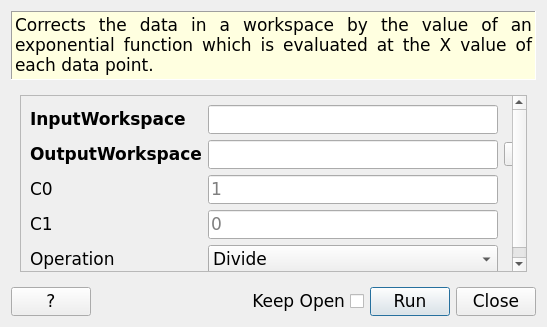 Corrects the data in a workspace by the value of an
exponential function which is evaluated at the X value of
each data point.
InputWorkspace
OutputWorkspace
C0 1
C1 0
Operation Divide
? Keep Open Run Close